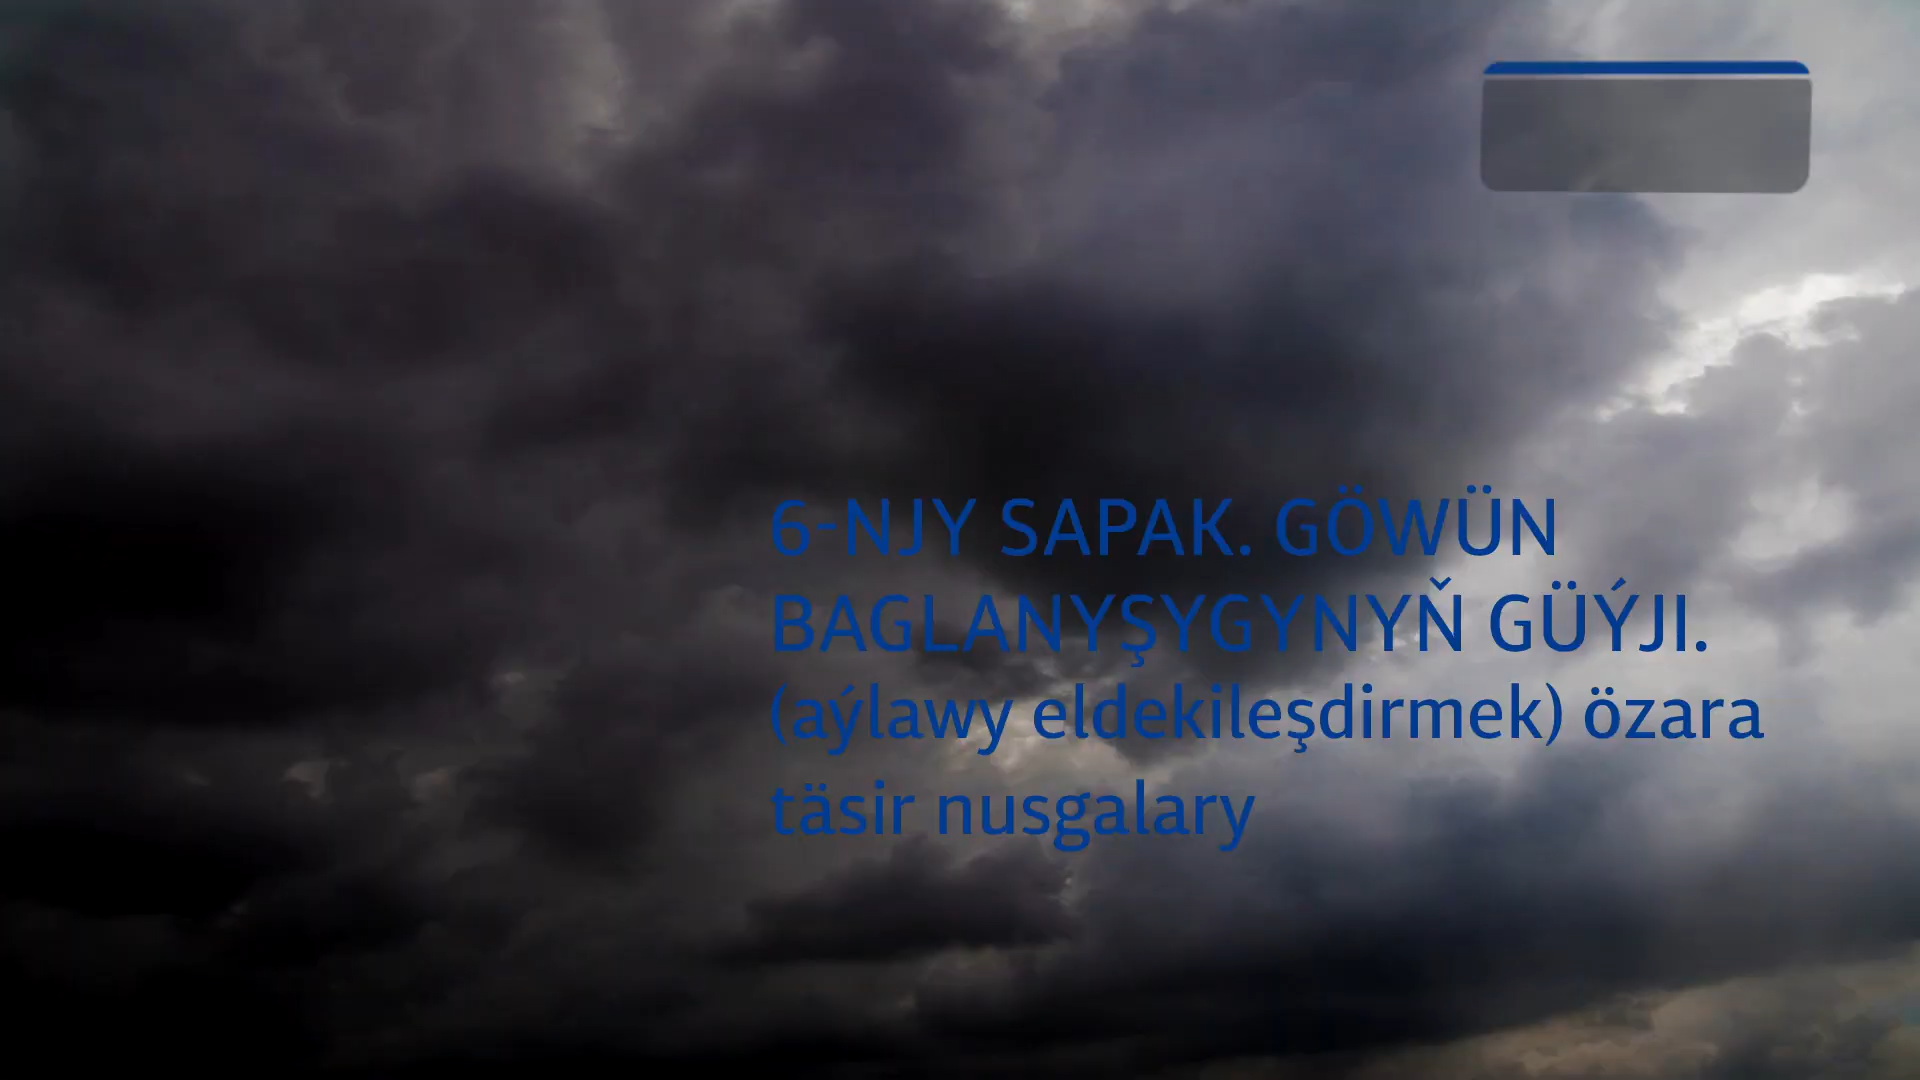 6-NJY SAPAK. GÖWÜN
BAGLANYŞYGYNYŇ GÜÝJI.
(aýlawy eldekileşdirmek) özara
täsir nusgalary